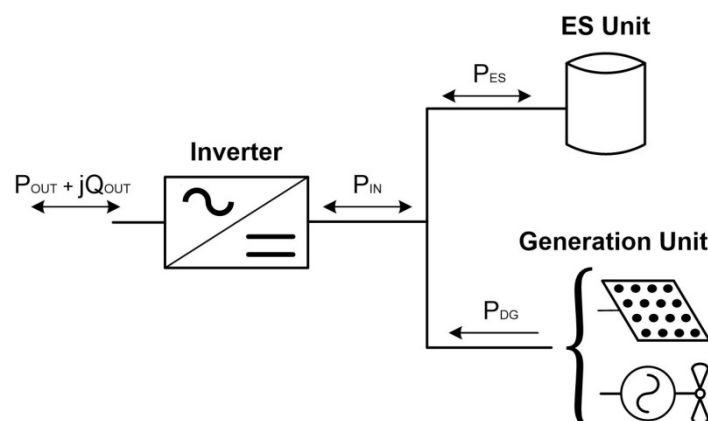 ES Unit
PES
Inverter
POUT + jQOUT
PIN
Generation Unit
PDG